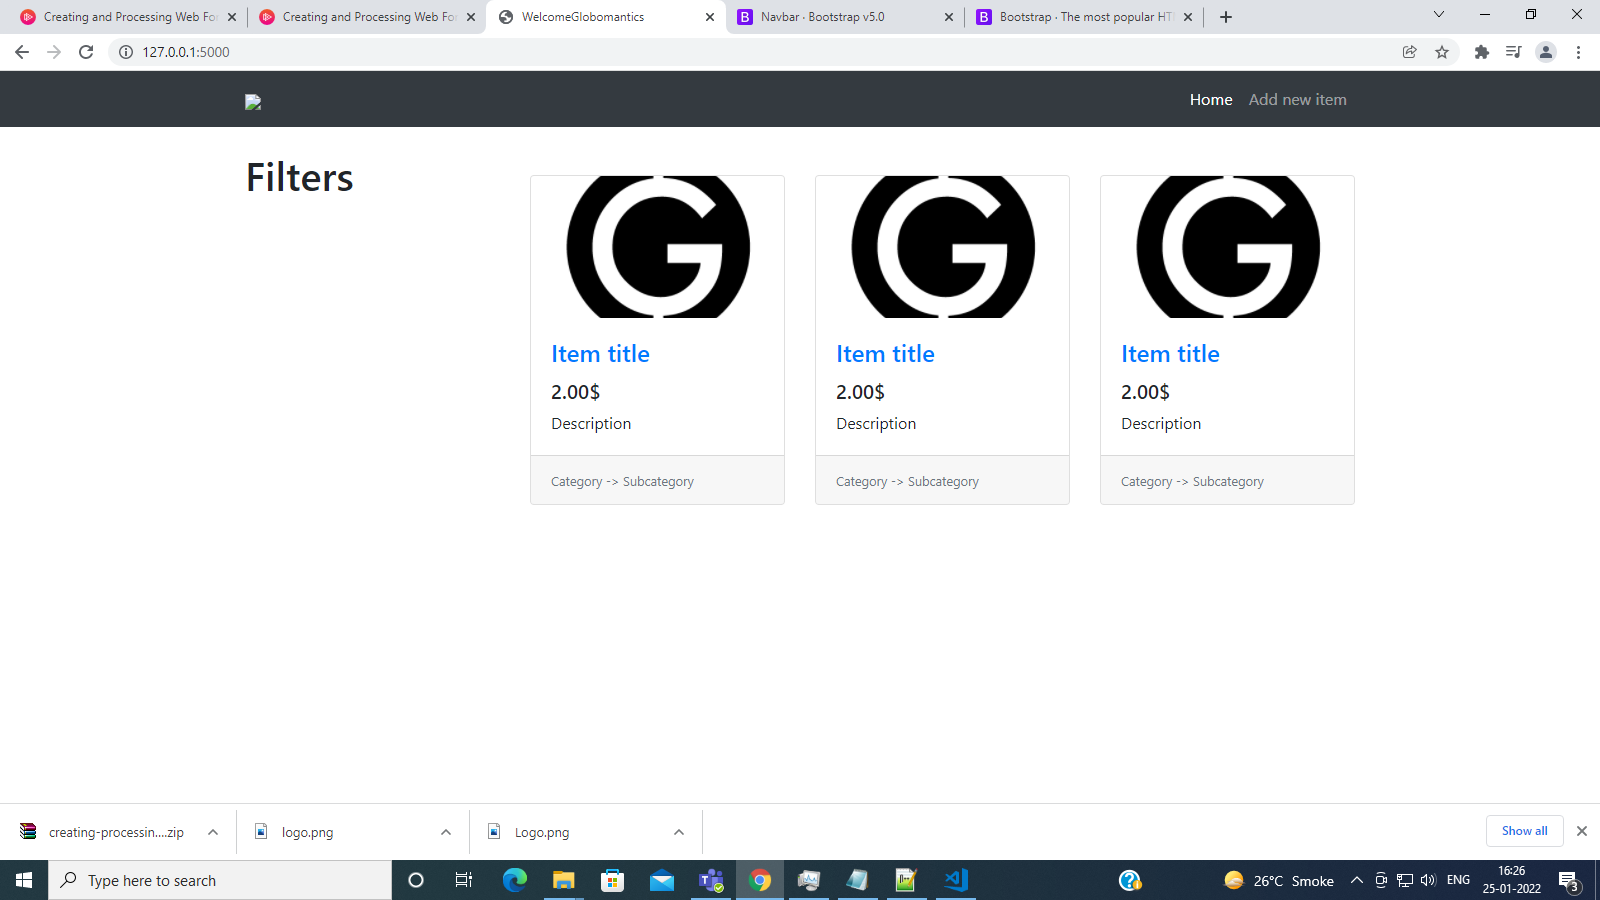 Creating and Processing Web For
Creating and Processing Web For
WelcomeGlobomantics
Navbar · Bootstrap v5.0
Bootstrap · The most popular HT
127.0.0.1:5000
Home
Add new item
Filters
G
G
G
Item title
Item title
Item title
2.00$
2.00$
2.00$
Description
Description
Description
Category -> Subcategory
Category -> Subcategory
Category -> Subcategory
creating-processin....zip
logo.png
Logo.png
Show all
Type here to search
26°C Smoke
ENG
16:26
25-01-2022
3